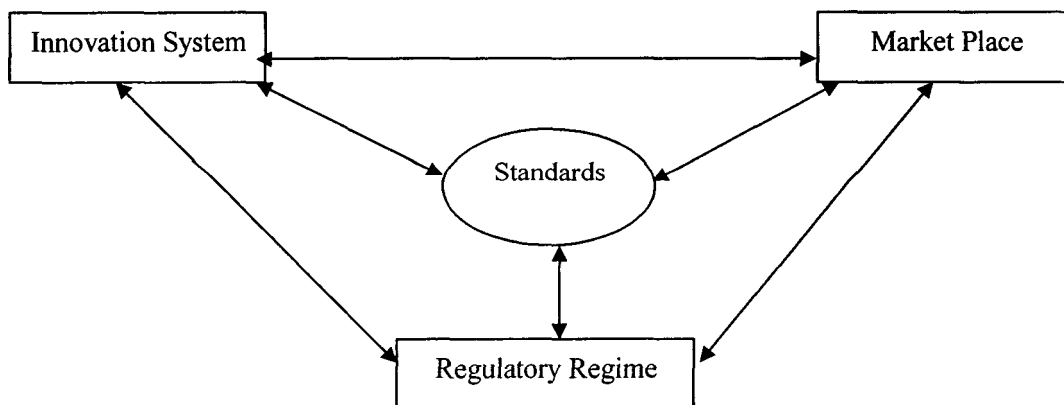 Innovation System
Market Place
Standards
Regulatory Regime